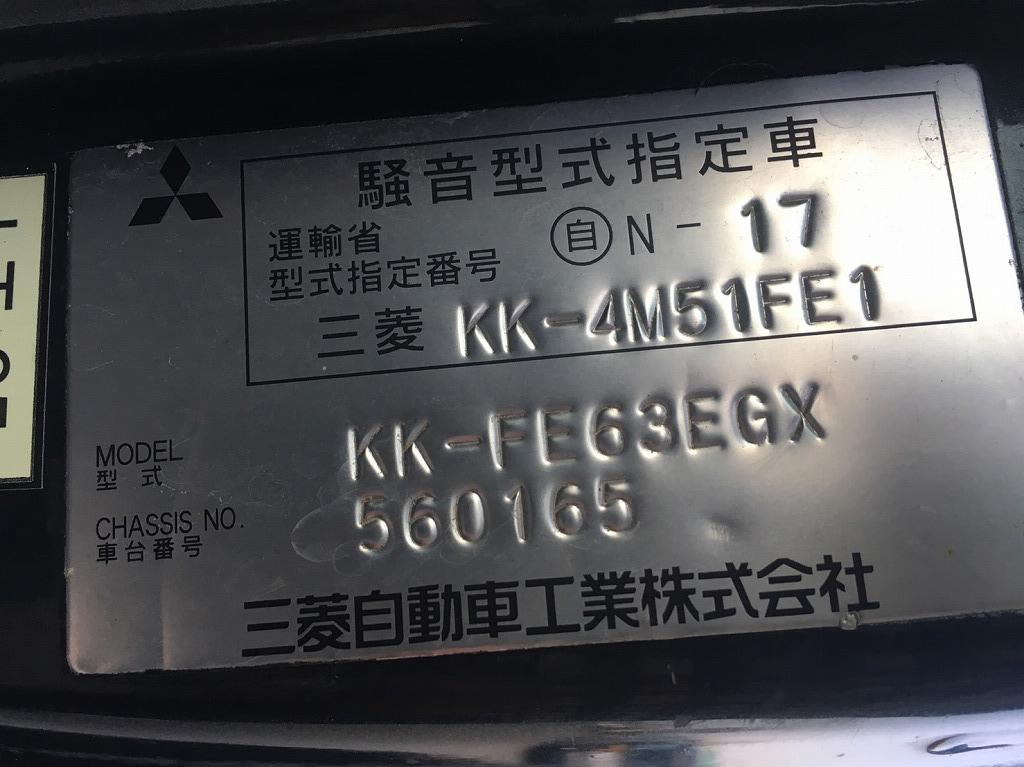 騒音型式指定車
運輸省
型式指定番号 自 N-17
三菱 KK-4M51FE1
MODEL
型式 KK-FE63EGX
CHASSIS NO.
車台番号 560165
三菱自動車工業株式会社